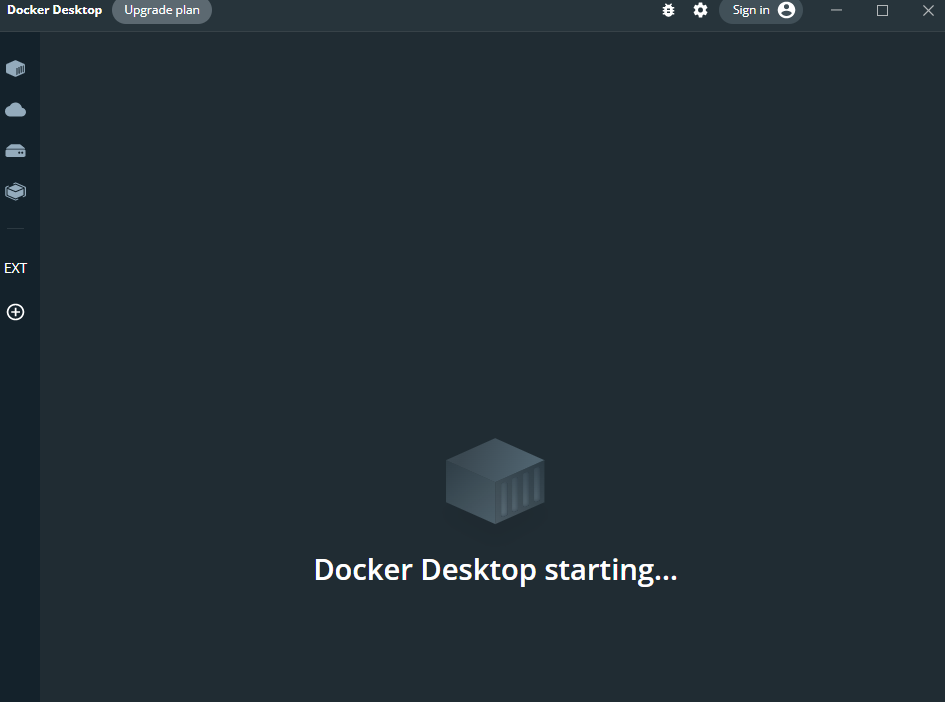 Docker Desktop
Upgrade plan
Sign in
EXT
Docker Desktop starting...